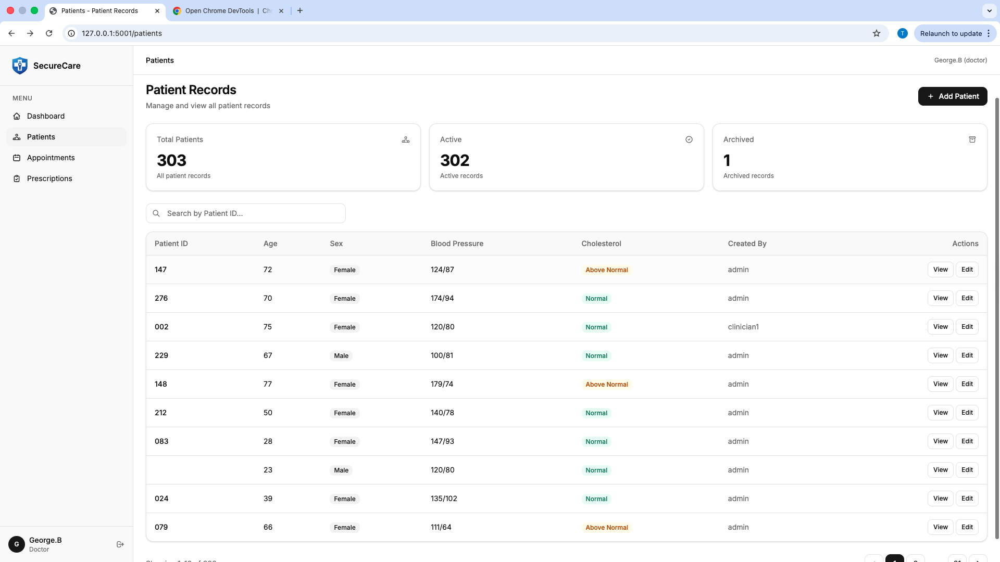 Patients - Patient Records
Open Chrome DevTools | Ch
127.0.0.1:5001/patients
T
Relaunch to update
SecureCare
Patients
George.B (doctor)
MENU
Dashboard
Patients
Appointments
Prescriptions
Patient Records
Manage and view all patient records
+ Add Patient
Total Patients
303
All patient records
Active
302
Active records
Archived
1
Archived records
Search by Patient ID...
Patient ID Age Sex Blood Pressure Cholesterol Created By Actions
147 72 Female 124/87 Above Normal admin View Edit
276 70 Female 174/94 Normal admin View Edit
002 75 Female 120/80 Normal clinician1 View Edit
229 67 Male 100/81 Normal admin View Edit
148 77 Female 179/74 Above Normal admin View Edit
212 50 Female 140/78 Normal admin View Edit
083 28 Female 147/93 Normal admin View Edit
23 Male 120/80 Normal admin View Edit
024 39 Female 135/102 Normal admin View Edit
079 66 Female 111/64 Above Normal admin View Edit
G
George.B
Doctor